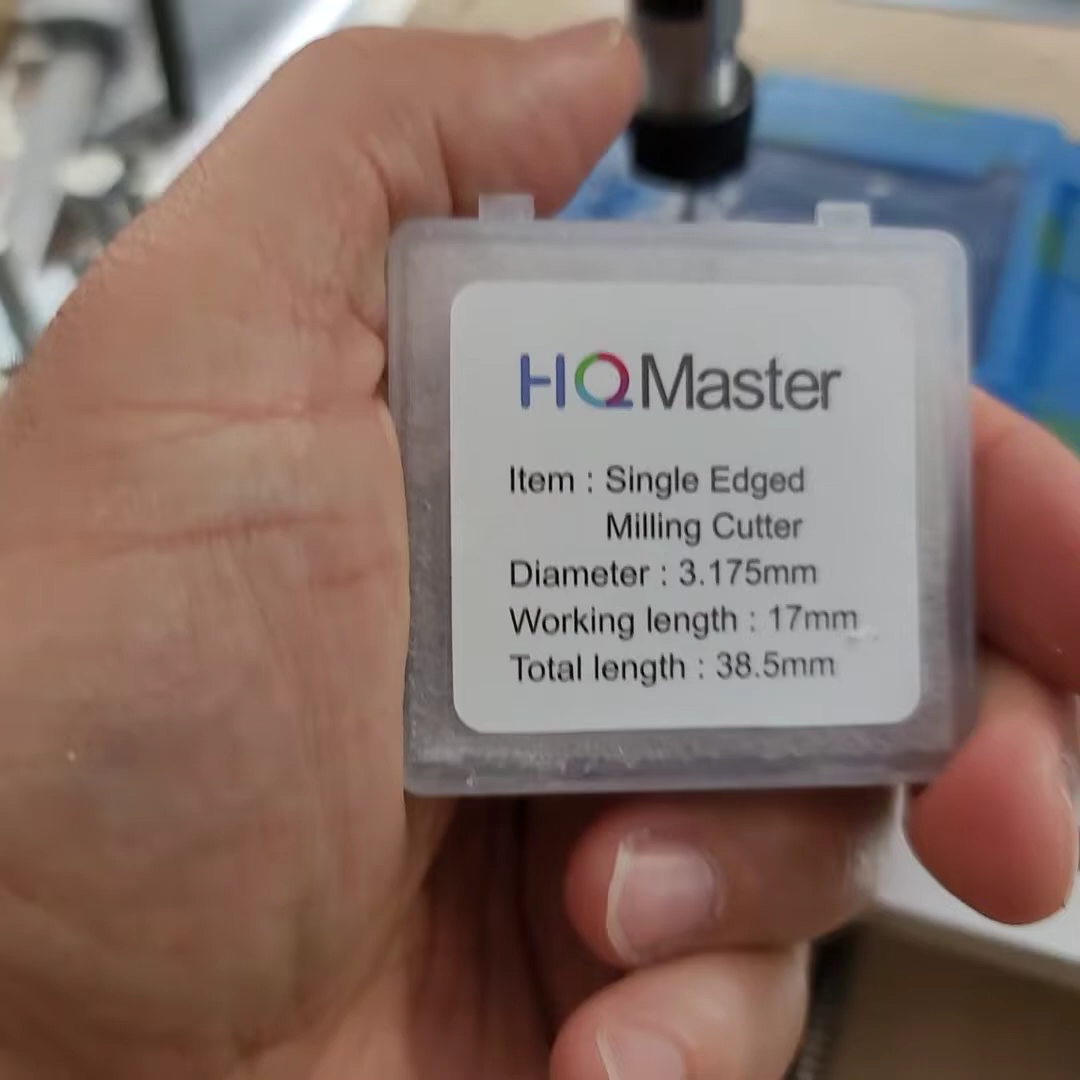 HQMaster
Item : Single Edged
Milling Cutter
Diameter : 3.175mm
Working length : 17mm
Total length : 38.5mm